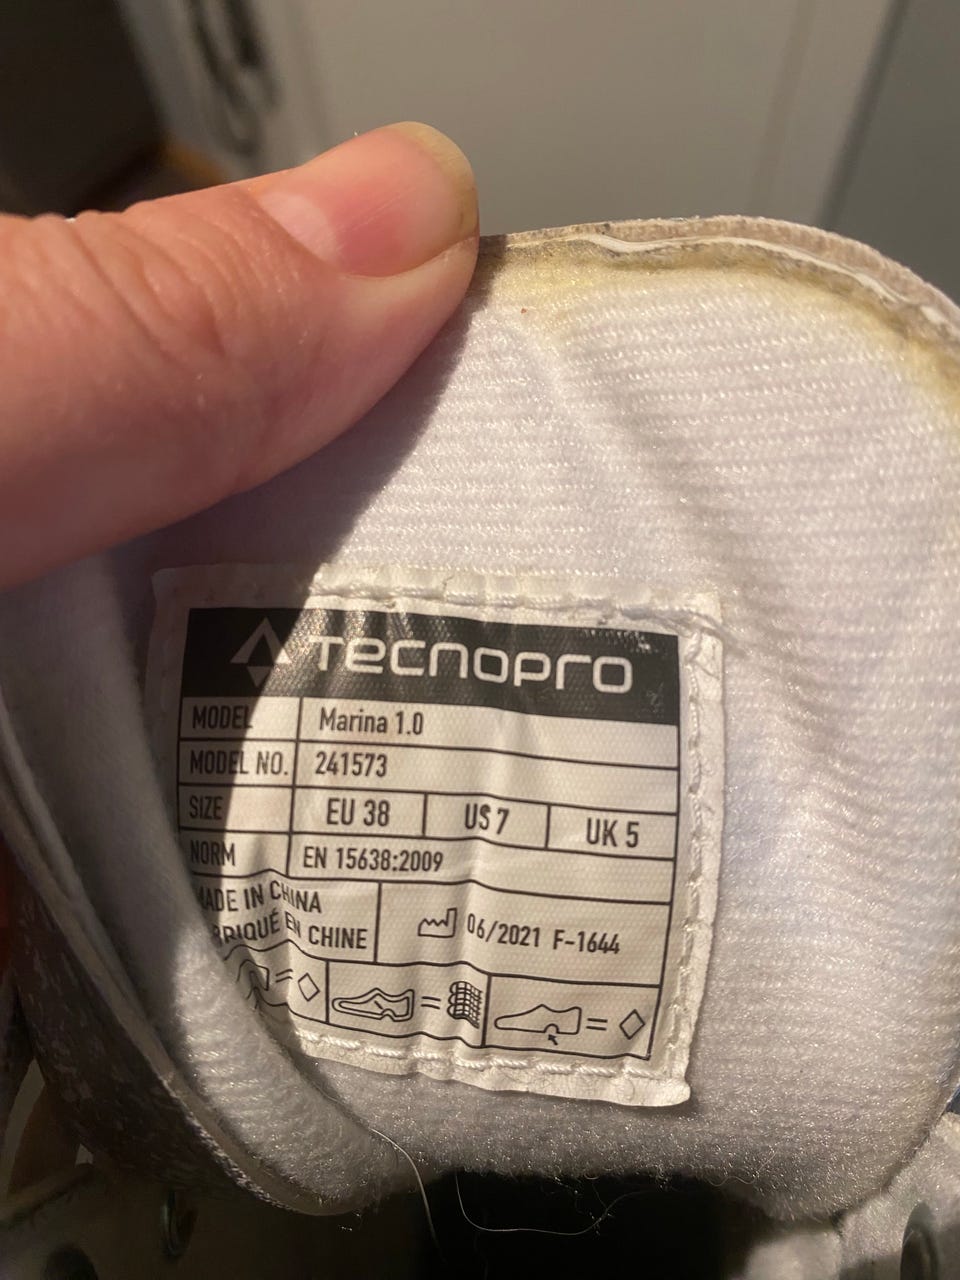 TECNOPRO
MODEL Marina 1.0
MODEL NO. 241573
SIZE EU 38 US 7 UK 5
NORM EN 15638:2009
MADE IN CHINA
BRIQUÉ EN CHINE
06/2021 F-1644